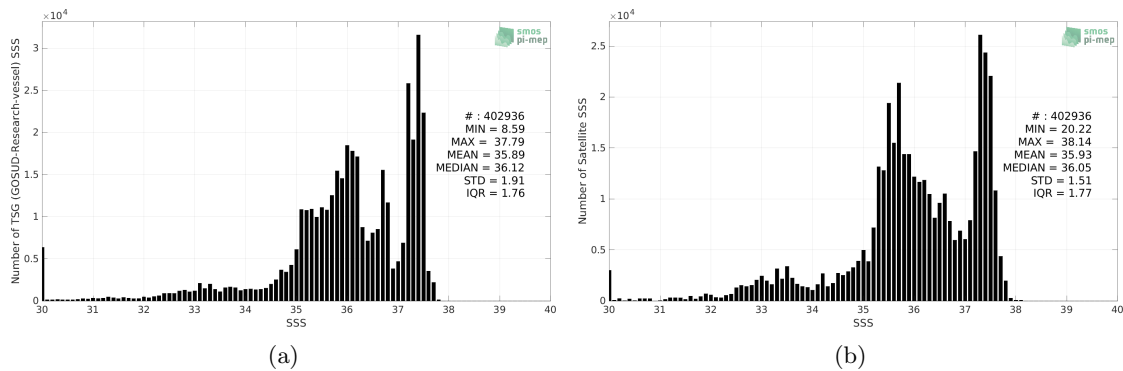 ×10⁴
3
2.5
2
1.5
1
0.5
0
Number of TSG (GOSUD-Research-vessel) SSS
30 31 32 33 34 35 36 37 38 39 40
SSS
smos
pi-mep
# : 402936
MIN = 8.59
MAX = 37.79
MEAN = 35.89
MEDIAN = 36.12
STD = 1.91
IQR = 1.76
(a)
×10⁴
2.5
2
1.5
1
0.5
0
Number of Satellite SSS
30 31 32 33 34 35 36 37 38 39 40
SSS
smos
pi-mep
# : 402936
MIN = 20.22
MAX = 38.14
MEAN = 35.93
MEDIAN = 36.05
STD = 1.51
IQR = 1.77
(b)